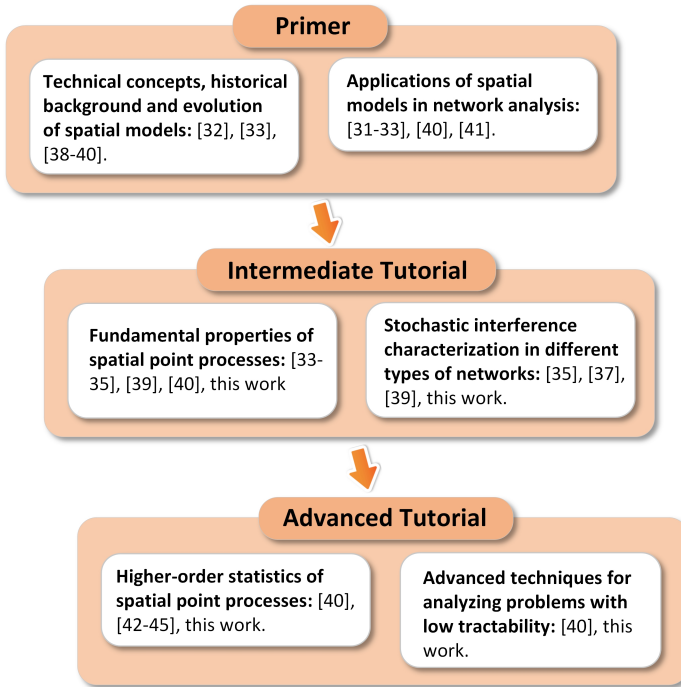 Primer
Technical concepts, historical
background and evolution
of spatial models: [32], [33],
[38-40].
Applications of spatial
models in network analysis:
[31-33], [40], [41].
Intermediate Tutorial
Fundamental properties of
spatial point processes: [33-
35], [39], [40], this work
Stochastic interference
characterization in different
types of networks: [35], [37],
[39], this work.
Advanced Tutorial
Higher-order statistics of
spatial point processes: [40],
[42-45], this work.
Advanced techniques for
analyzing problems with
low tractability: [40], this
work.